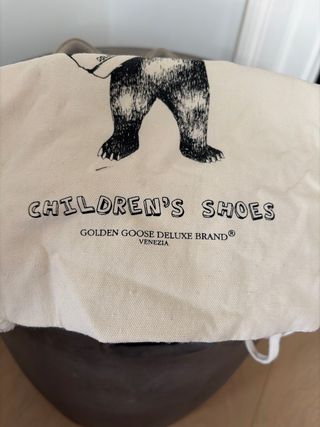 CHILDREN'S SHOES
GOLDEN GOOSE DELUXE BRAND®
VENEZIA